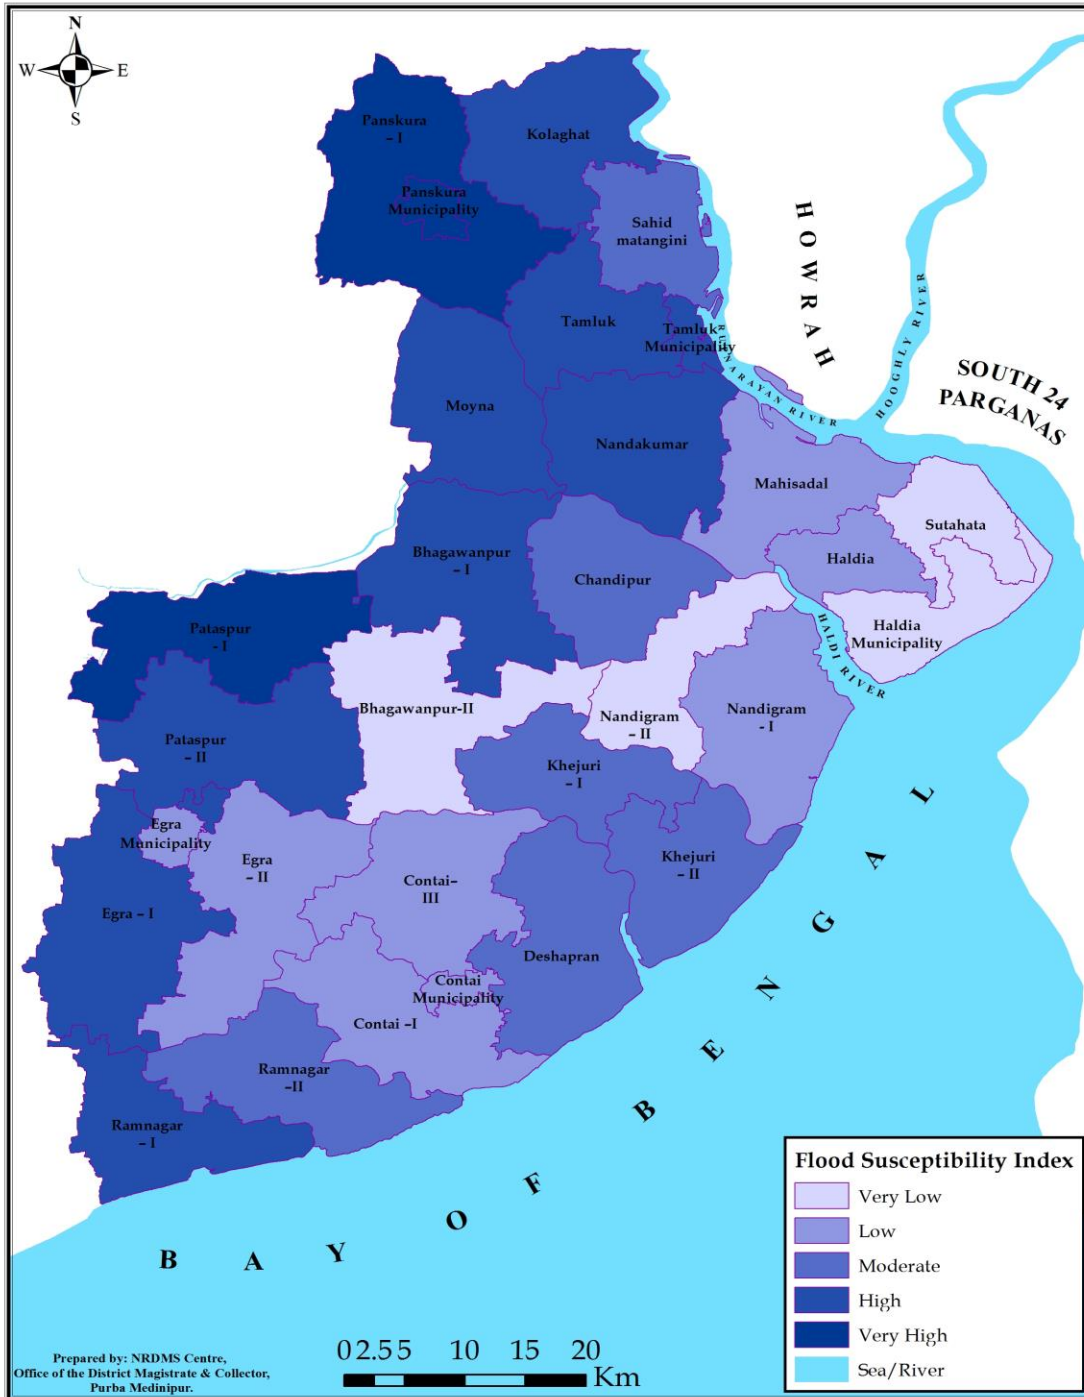 N
W
E
S
Panskura
– I
Kolaghat
Panskura
Municipality
Sahid
matangini
HOWRAH
HOOGHLY RIVER
Tamluk
Tamluk
Municipality
SOUTH 24
PARGANAS
Moyna
Nandakumar
Mahisadal
Sutahata
Bhagawanpur
– I
Chandipur
Haldia
Haldia
Municipality
HALDI RIVER
Pataspur
- I
Bhagawanpur-II
Nandigram
– II
Nandigram
- I
Pataspur
– II
Khejuri
– I
Egra
Municipality
Egra
– II
Contai–
III
Khejuri
– II
Egra – I
Deshapran
Contai
Municipality
Contai –I
Ramnagar
–II
Ramnagar
– I
BAY OF BENGAL
Flood Susceptibility Index
Very Low
Low
Moderate
High
Very High
Sea/River
0 2.5 5 10 15 20
Km
Prepared by: NRDMS Centre,
Office of the District Magistrate & Collector,
Purba Medinipur.